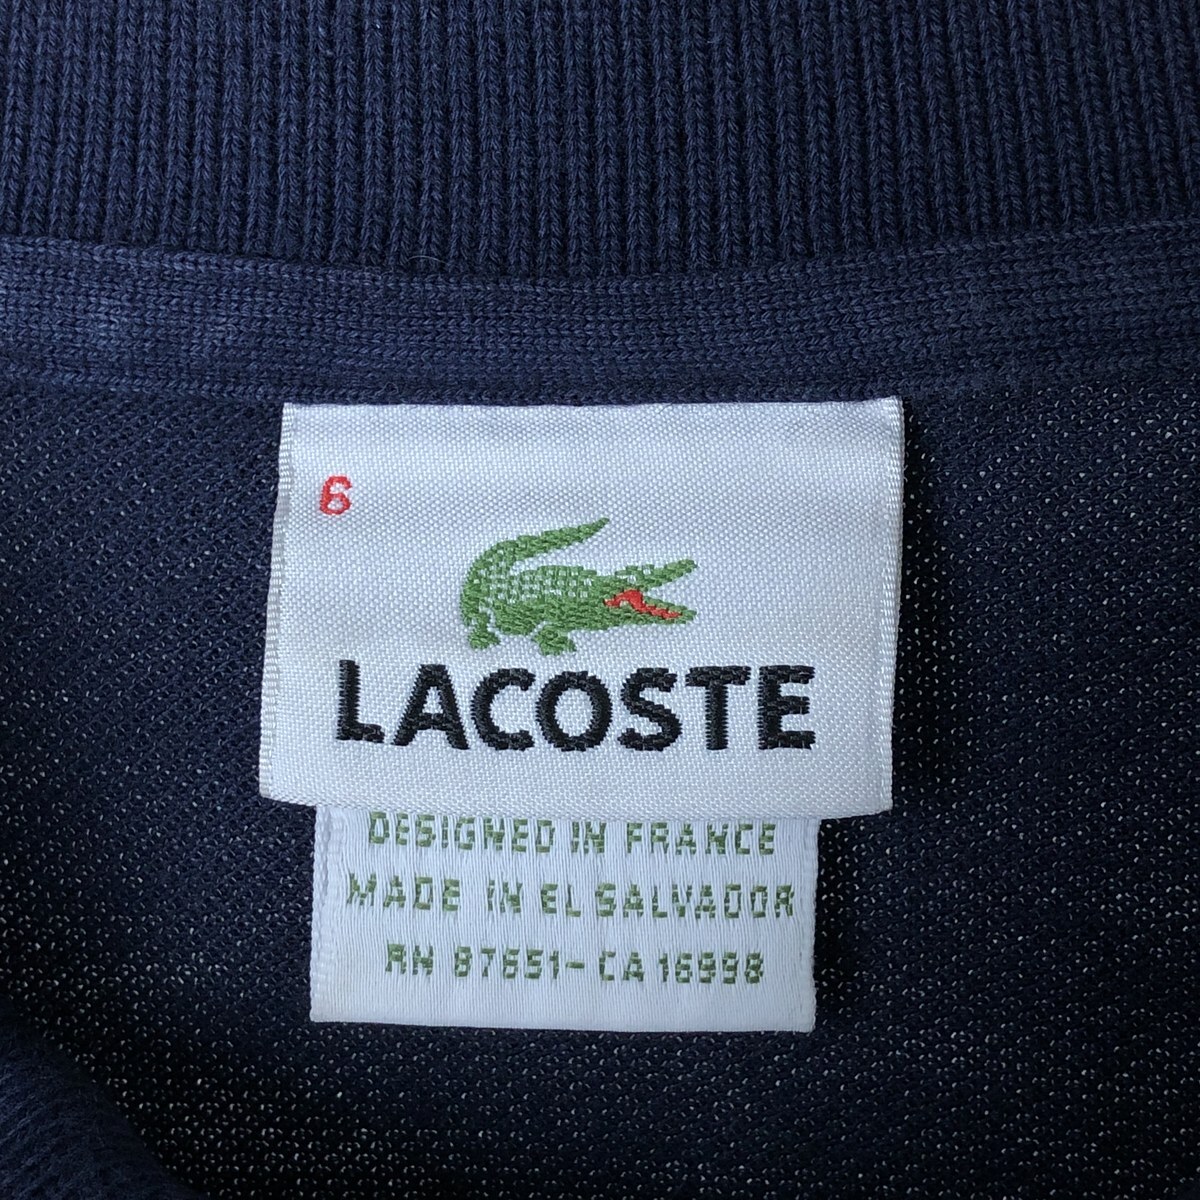 6
LACOSTE
DESIGNED IN FRANCE
MADE IN EL SALVADOR
RN 87651-CA 16998